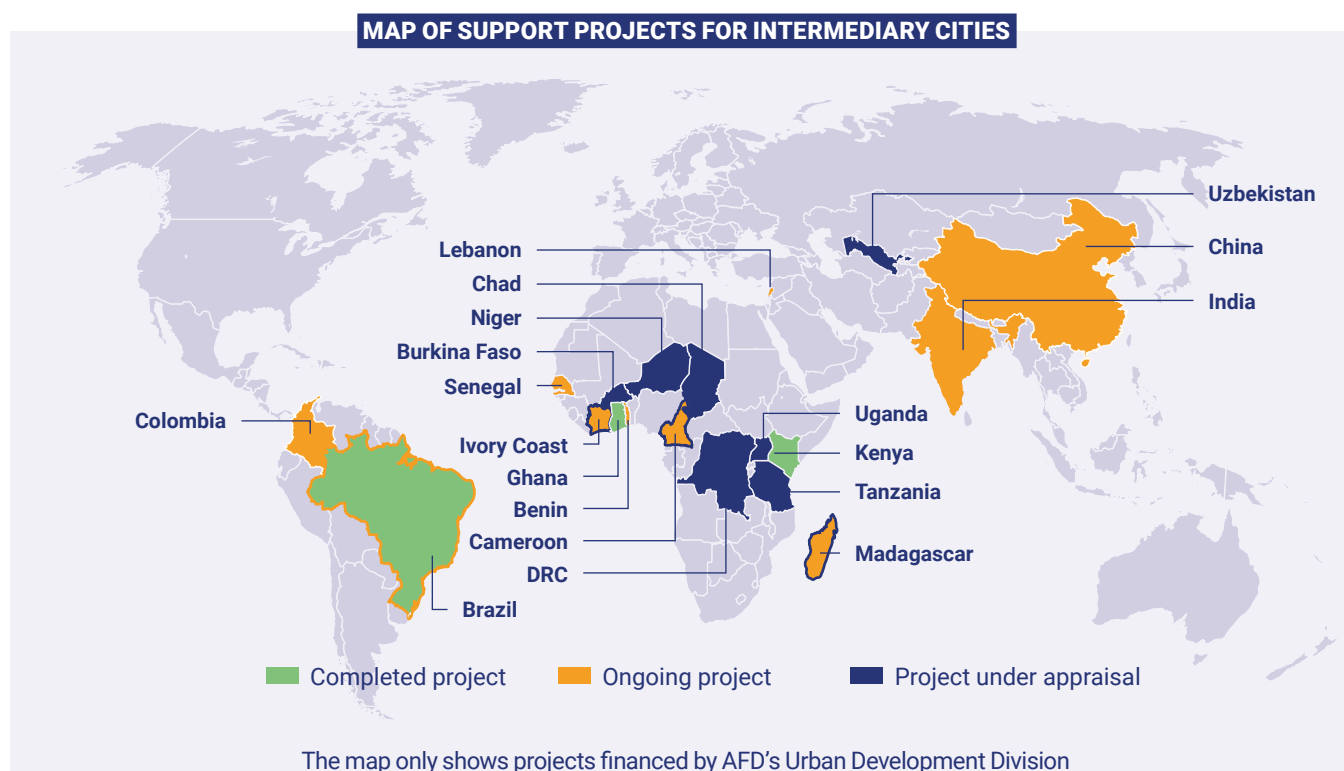 MAP OF SUPPORT PROJECTS FOR INTERMEDIARY CITIES
Uzbekistan
Lebanon
China
Chad
India
Niger
Burkina Faso
Senegal
Colombia
Uganda
Ivory Coast
Kenya
Ghana
Tanzania
Benin
Cameroon
Madagascar
DRC
Brazil
Completed project
Ongoing project
Project under appraisal
The map only shows projects financed by AFD's Urban Development Division